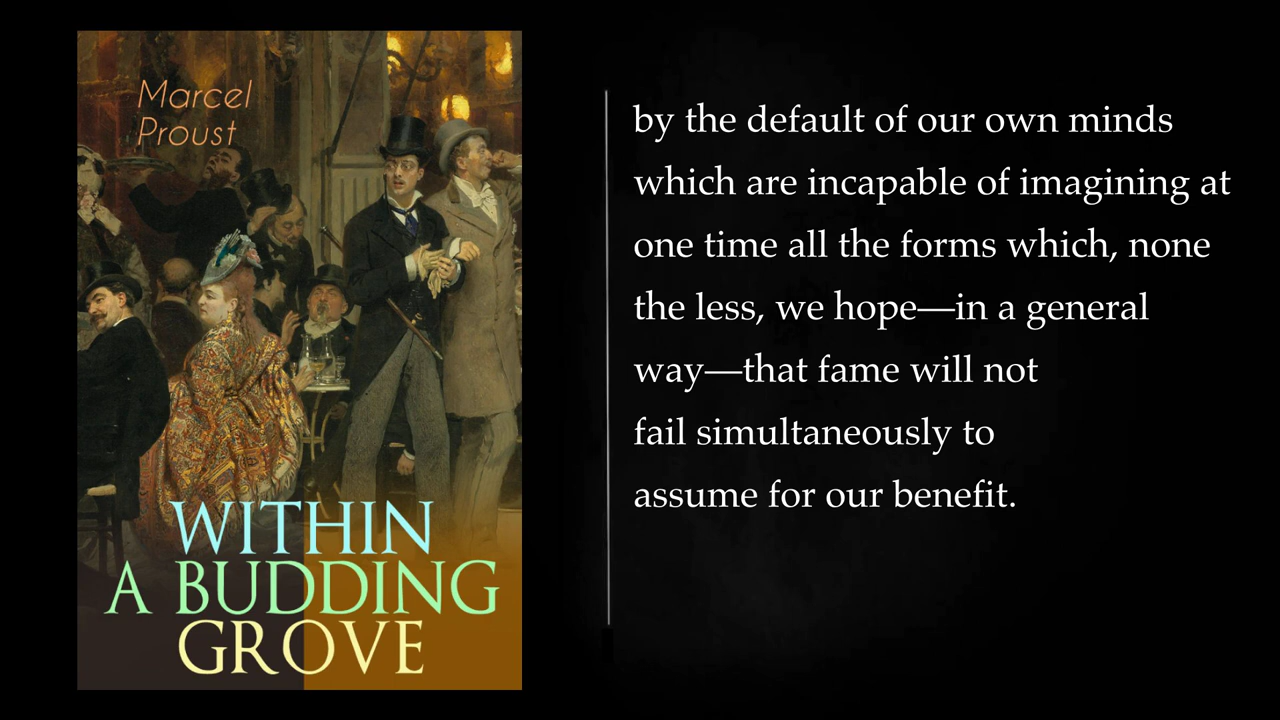 Marcel
Proust
WITHIN
A BUDDING
GROVE
by the default of our own minds
which are incapable of imagining at
one time all the forms which, none
the less, we hope—in a general
way—that fame will not
fail simultaneously to
assume for our benefit.